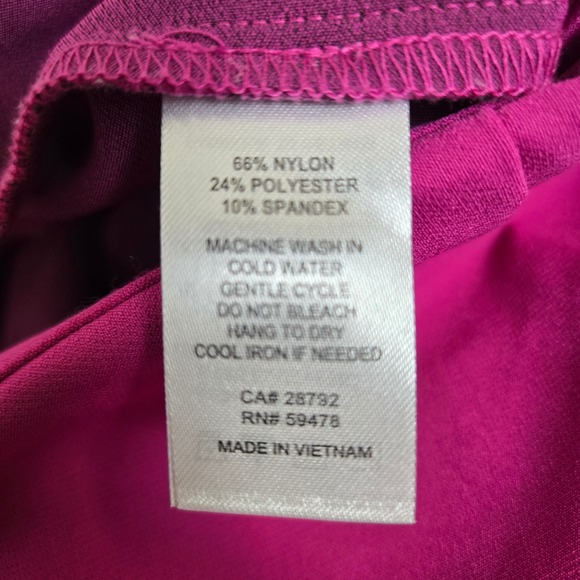 66% NYLON
24% POLYESTER
10% SPANDEX
MACHINE WASH IN
COLD WATER
GENTLE CYCLE
DO NOT BLEACH
HANG TO DRY
COOL IRON IF NEEDED
CA# 28792
RN# 59478
MADE IN VIETNAM